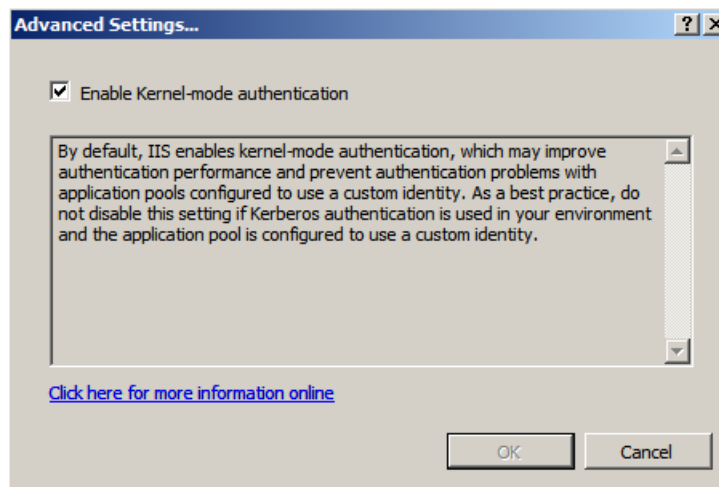 Advanced Settings...
Enable Kernel-mode authentication
By default, IIS enables kernel-mode authentication, which may improve
authentication performance and prevent authentication problems with
application pools configured to use a custom identity. As a best practice, do
not disable this setting if Kerberos authentication is used in your environment
and the application pool is configured to use a custom identity.
Click here for more information online
OK
Cancel